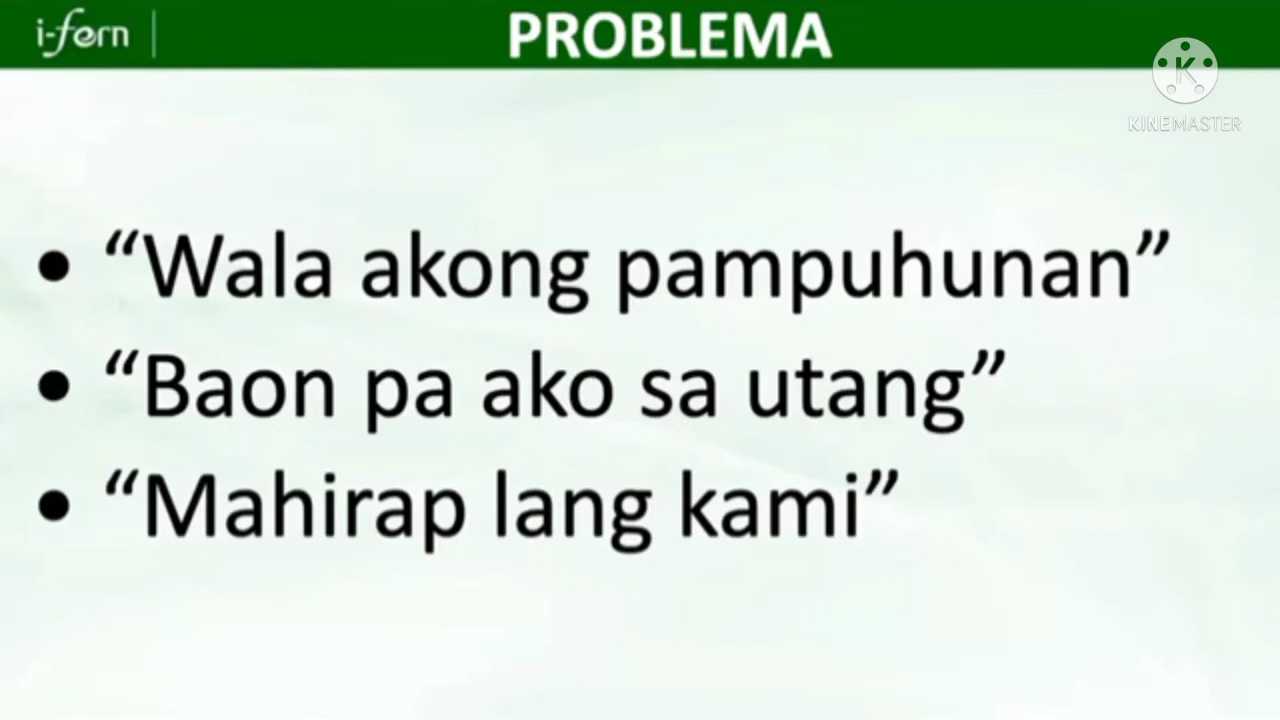 i-fern
PROBLEMA
K
KINEMASTER
• “Wala akong pampuhunan”
• “Baon pa ako sa utang”
• “Mahirap lang kami”